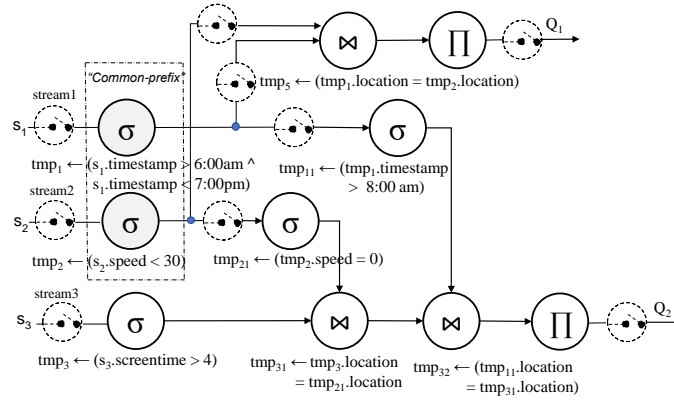 Q₁
⋈
∏
tmp₅ ← (tmp₁.location = tmp₂.location)
"Common-prefix"
stream1
s₁
σ
σ
tmp₁ ← (s₁.timestamp > 6:00am ^
s₁.timestamp < 7:00pm)
tmp₁₁ ← (tmp₁.timestamp
> 8:00 am)
stream2
s₂
σ
σ
tmp₂ ← (s₂.speed < 30)
tmp₂₁ ← (tmp₂.speed = 0)
stream3
s₃
σ
⋈
⋈
∏
Q₂
tmp₃ ← (s₃.screentime > 4)
tmp₃₁ ← tmp₃.location
= tmp₂₁.location
tmp₃₂ ← (tmp₁₁.location
= tmp₃₁.location)